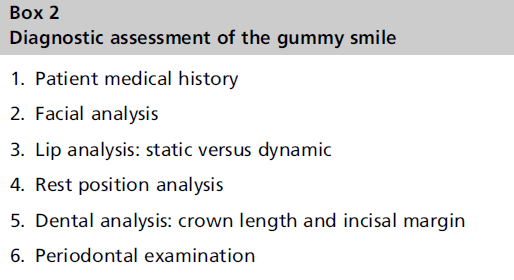 Box 2
Diagnostic assessment of the gummy smile
1. Patient medical history
2. Facial analysis
3. Lip analysis: static versus dynamic
4. Rest position analysis
5. Dental analysis: crown length and incisal margin
6. Periodontal examination